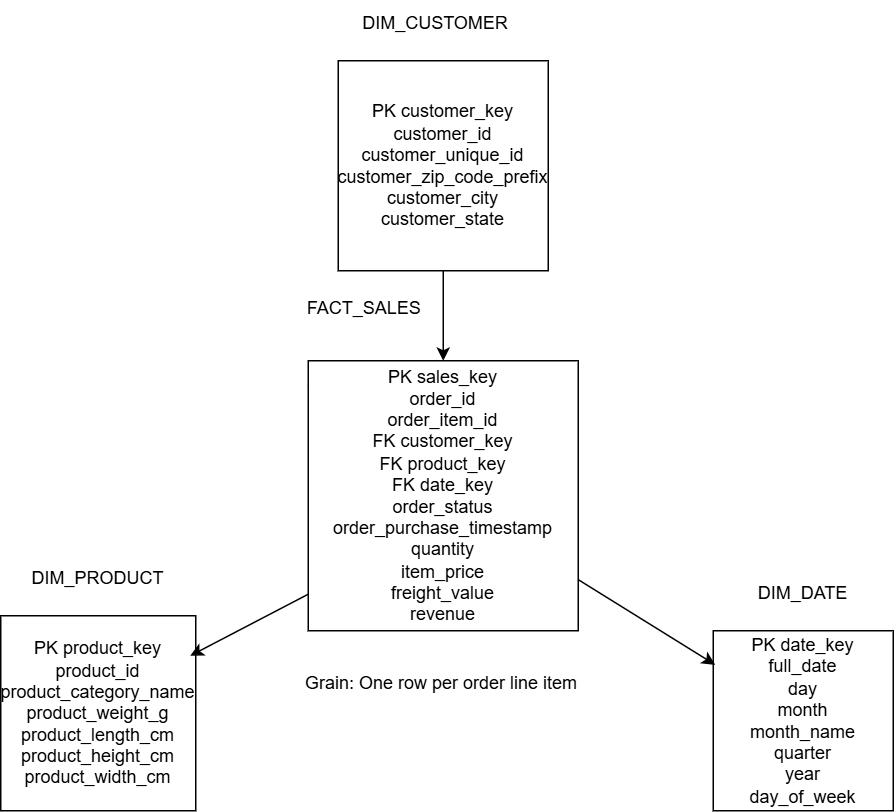 DIM_CUSTOMER
PK customer_key
customer_id
customer_unique_id
customer_zip_code_prefix
customer_city
customer_state
FACT_SALES
PK sales_key
order_id
order_item_id
FK customer_key
FK product_key
FK date_key
order_status
order_purchase_timestamp
quantity
item_price
freight_value
revenue
DIM_PRODUCT
PK product_key
product_id
product_category_name
product_weight_g
product_length_cm
product_height_cm
product_width_cm
Grain: One row per order line item
DIM_DATE
PK date_key
full_date
day
month
month_name
quarter
year
day_of_week